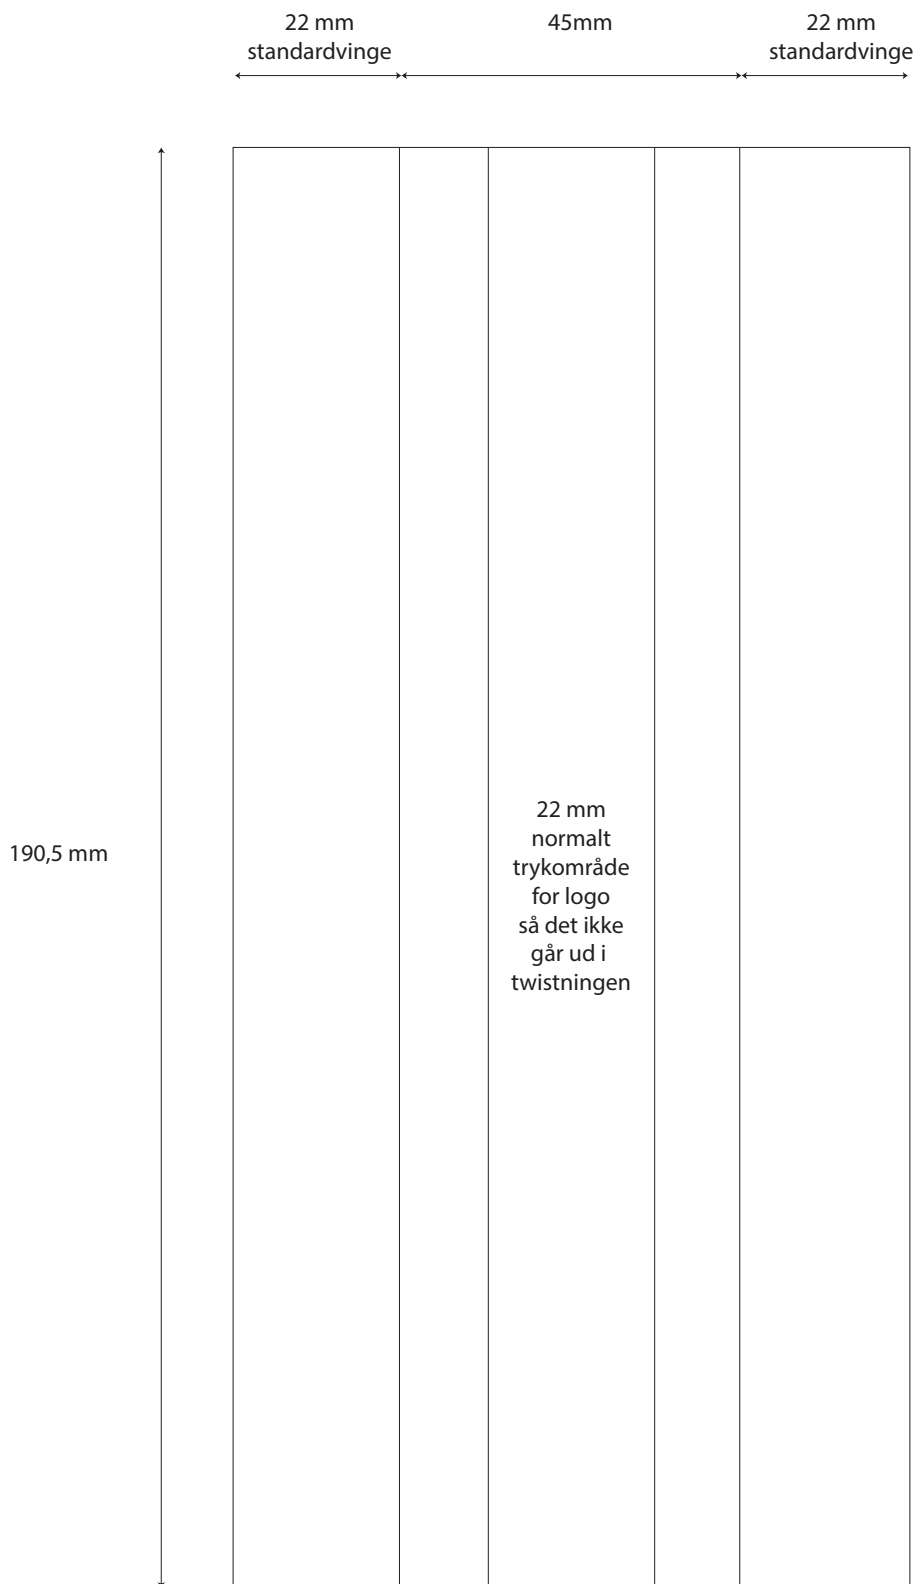 22 mm
standardvinge
45mm
22 mm
standardvinge
190,5 mm
22 mm
normalt
trykområde
for logo
så det ikke
går ud i
twistningen